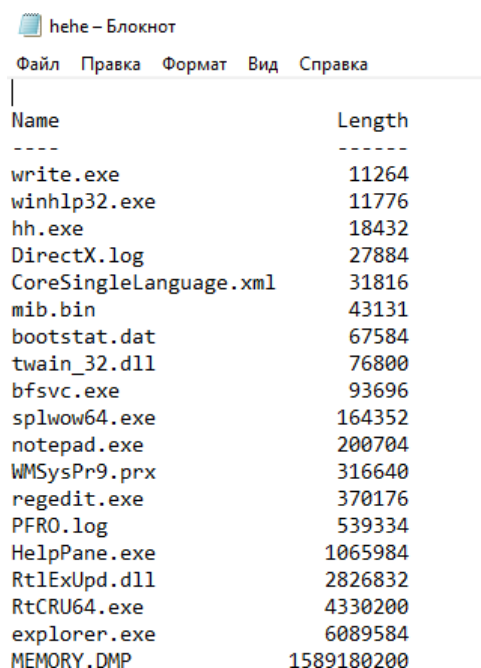 hehe – Блокнот
Файл Правка Формат Вид Справка
Name Length
---- ------
write.exe 11264
winhlp32.exe 11776
hh.exe 18432
DirectX.log 27884
CoreSingleLanguage.xml 31816
mib.bin 43131
bootstat.dat 67584
twain_32.dll 76800
bfsvc.exe 93696
splwow64.exe 164352
notepad.exe 200704
WMSysPr9.prx 316640
regedit.exe 370176
PFRO.log 539334
HelpPane.exe 1065984
RtlExUpd.dll 2826832
RtCRU64.exe 4330200
explorer.exe 6089584
MEMORY.DMP 1589180200